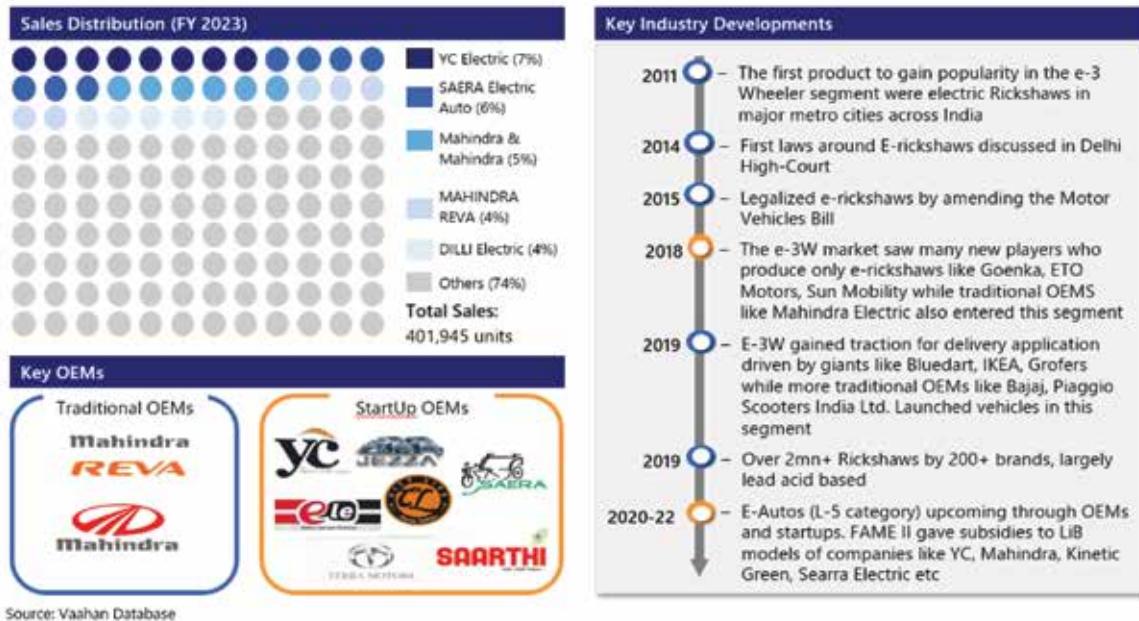 Sales Distribution (FY 2023)
YC Electric (7%)
SAERA Electric
Auto (6%)
Mahindra &
Mahindra (5%)
MAHINDRA
REVA (4%)
DILLI Electric (4%)
Others (74%)
Total Sales:
401,945 units
Key OEMs
Traditional OEMs
Mahindra
REVA
Mahindra
StartUp OEMs
yc
JEZZA
SAERA
ele
CT
TERRA MOTORS
SAARTHI
Source: Vaahan Database
Key Industry Developments
2011 – The first product to gain popularity in the e-3
Wheeler segment were electric Rickshaws in
major metro cities across India
2014 – First laws around E-rickshaws discussed in Delhi
High-Court
2015 – Legalized e-rickshaws by amending the Motor
Vehicles Bill
2018 – The e-3W market saw many new players who
produce only e-rickshaws like Goenka, ETO
Motors, Sun Mobility while traditional OEMS
like Mahindra Electric also entered this segment
2019 – E-3W gained traction for delivery application
driven by giants like Bluedart, IKEA, Grofers
while more traditional OEMs like Bajaj, Piaggio
Scooters India Ltd. Launched vehicles in this
segment
2019 – Over 2mn+ Rickshaws by 200+ brands, largely
lead acid based
2020-22 – E-Autos (L-5 category) upcoming through OEMs
and startups. FAME II gave subsidies to LiB
models of companies like YC, Mahindra, Kinetic
Green, Searra Electric etc